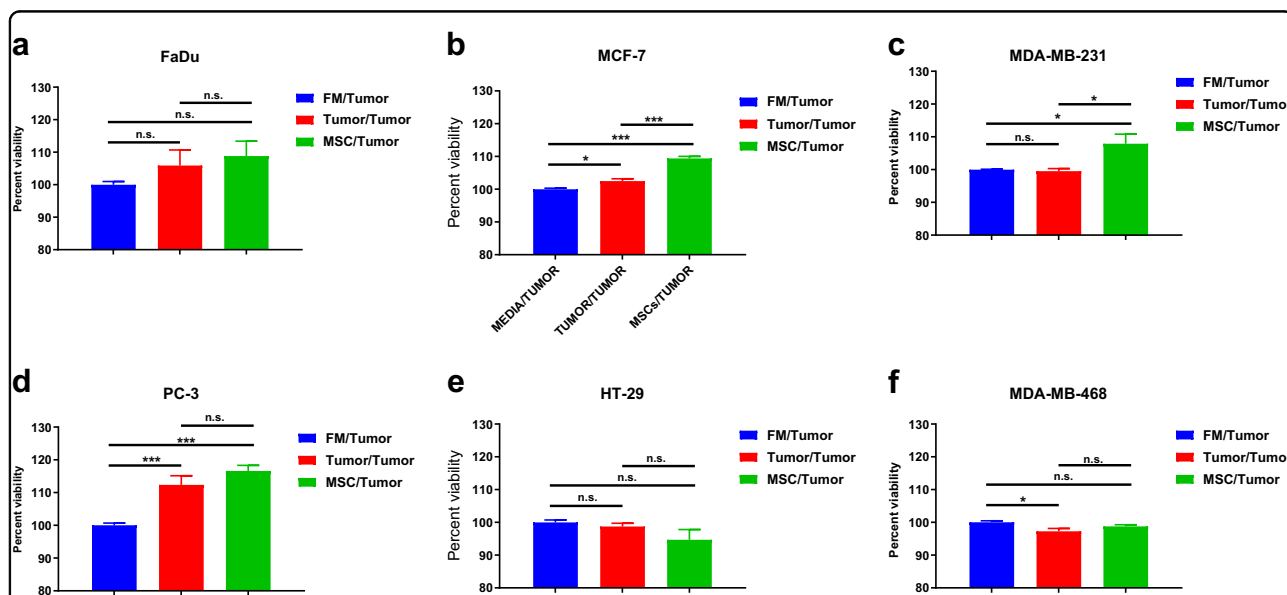 a
FaDu
130
120
110
100
90
80
Percent viability
n.s.
n.s.
n.s.
FM/Tumor
Tumor/Tumor
MSC/Tumor
b
MCF-7
130
120
110
100
90
80
Percent viability
***
***
*
FM/Tumor
Tumor/Tumor
MSC/Tumor
MEDIA/TUMOR
TUMOR/TUMOR
MSCs/TUMOR
c
MDA-MB-231
130
120
110
100
90
80
Percent viability
*
*
n.s.
FM/Tumor
Tumor/Tumo
MSC/Tumor
d
PC-3
130
120
110
100
90
80
Percent viability
n.s.
***
***
FM/Tumor
Tumor/Tumor
MSC/Tumor
e
HT-29
130
120
110
100
90
80
Percent viability
n.s.
n.s.
n.s.
FM/Tumor
Tumor/Tumor
MSC/Tumor
f
MDA-MB-468
130
120
110
100
90
80
Percent viability
n.s.
n.s.
*
FM/Tumor
Tumor/Tumor
MSC/Tumor